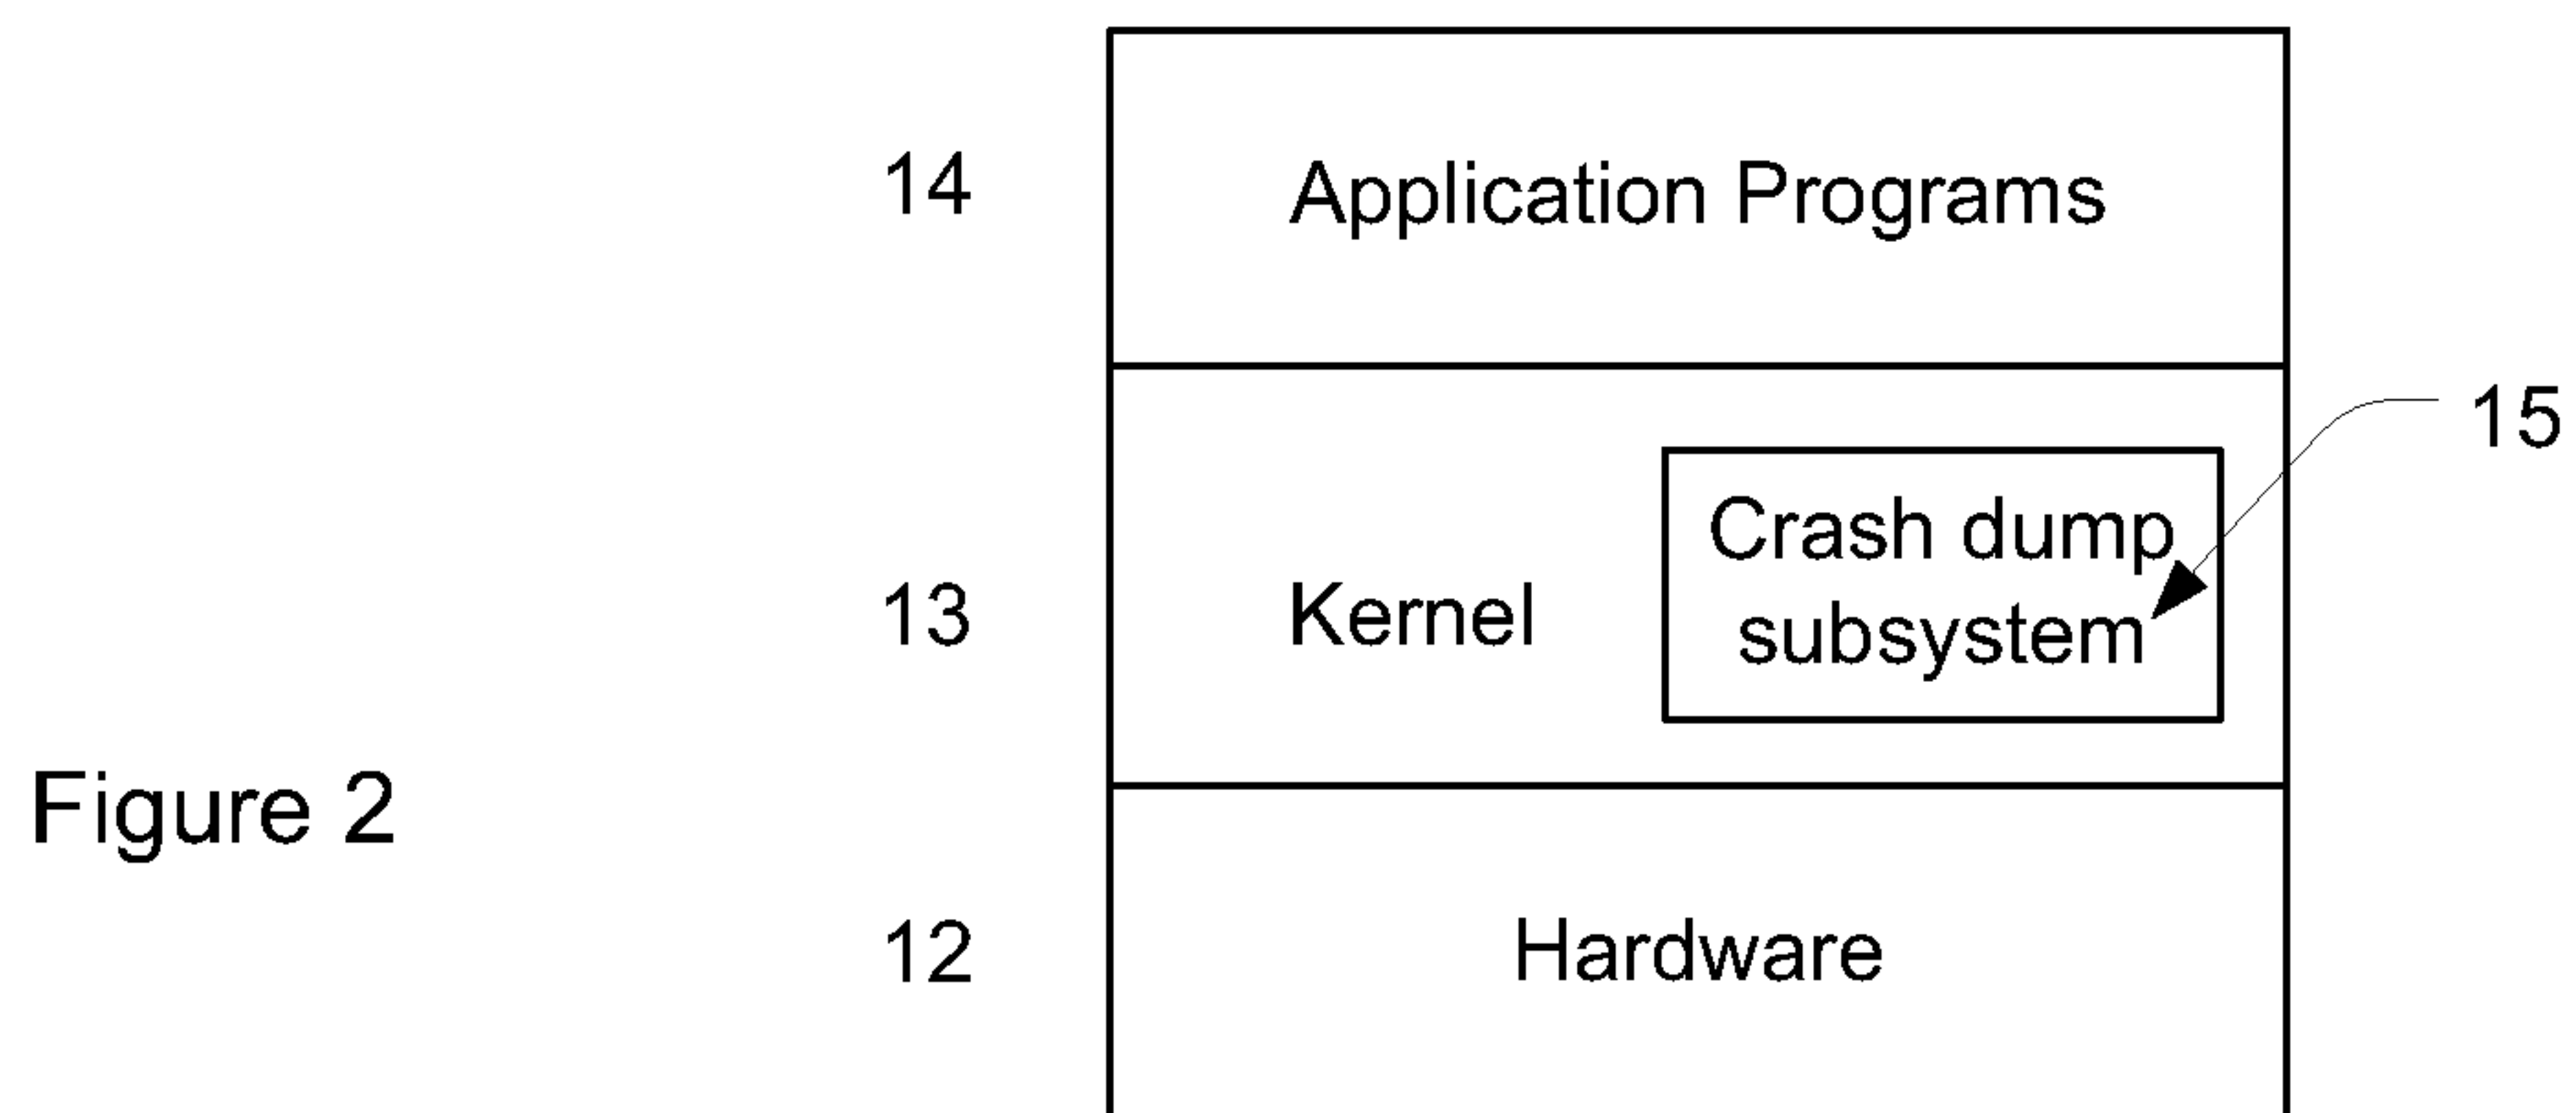 14
Application Programs
15
Crash dump
subsystem
13
Kernel
Figure 2
12
Hardware